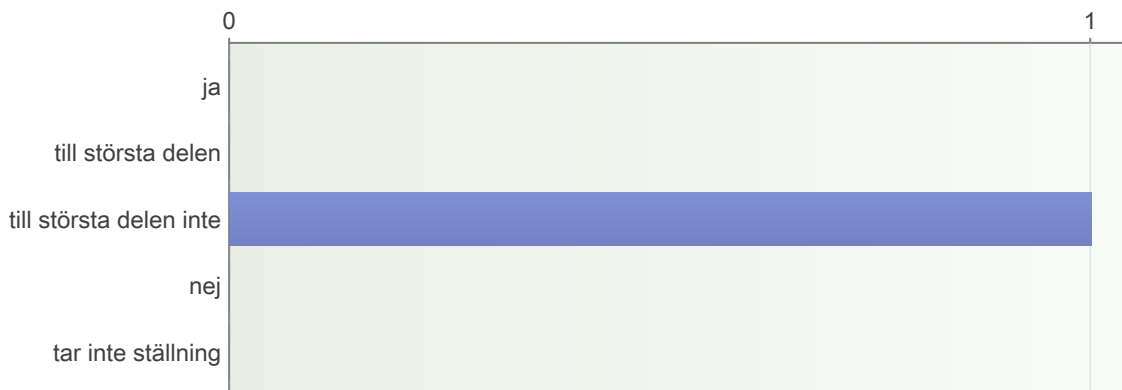 0 1
ja
till största delen
till största delen inte
nej
tar inte ställning